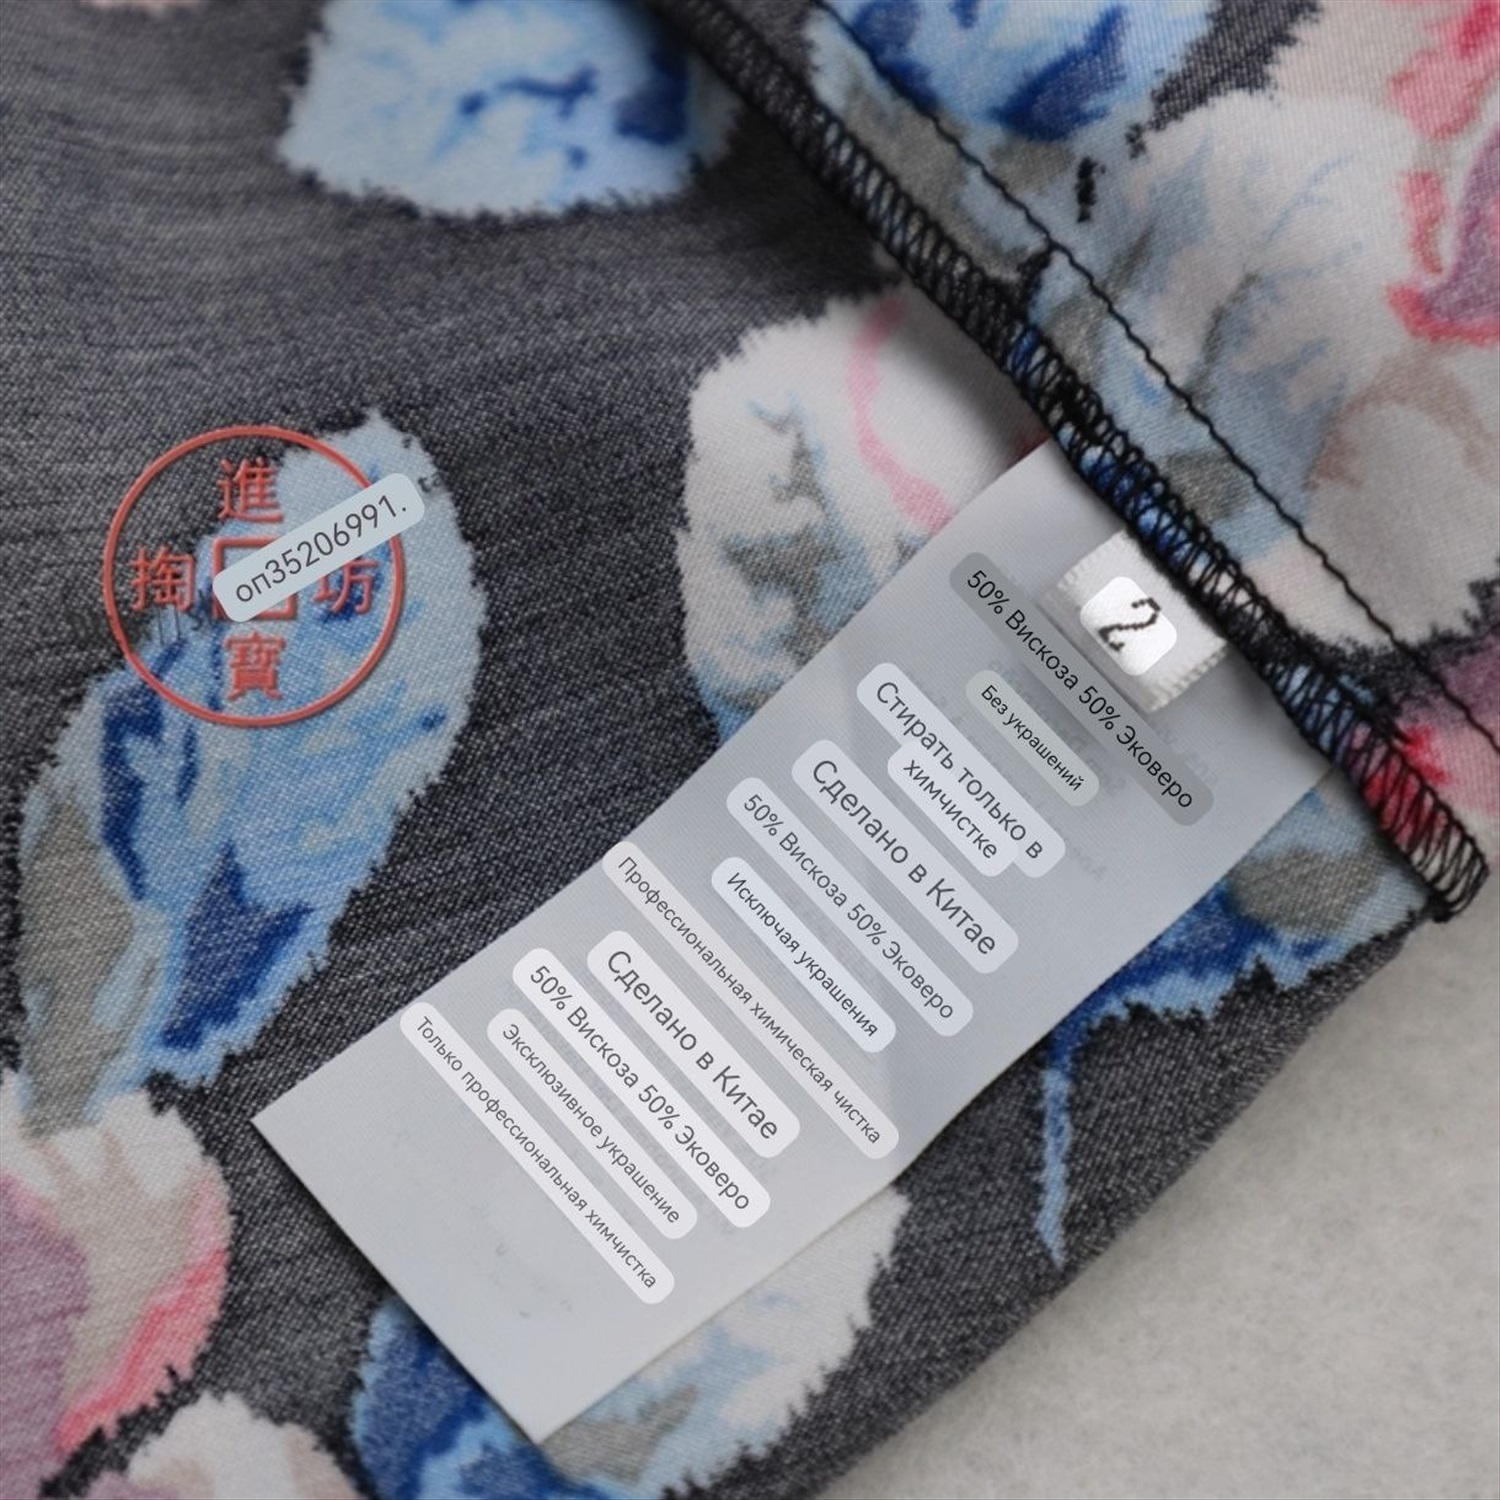 進
掏 坊
寶
оп35206991.
2
50% Вискоза 50% Эковеро
Без украшений
Стирать только в
химчистке
Сделано в Китае
50% Вискоза 50% Эковеро
Исключая украшения
Профессиональная химическая чистка
Сделано в Китае
50% Вискоза 50% Эковеро
Эксклюзивное украшение
Только профессиональная химчистка